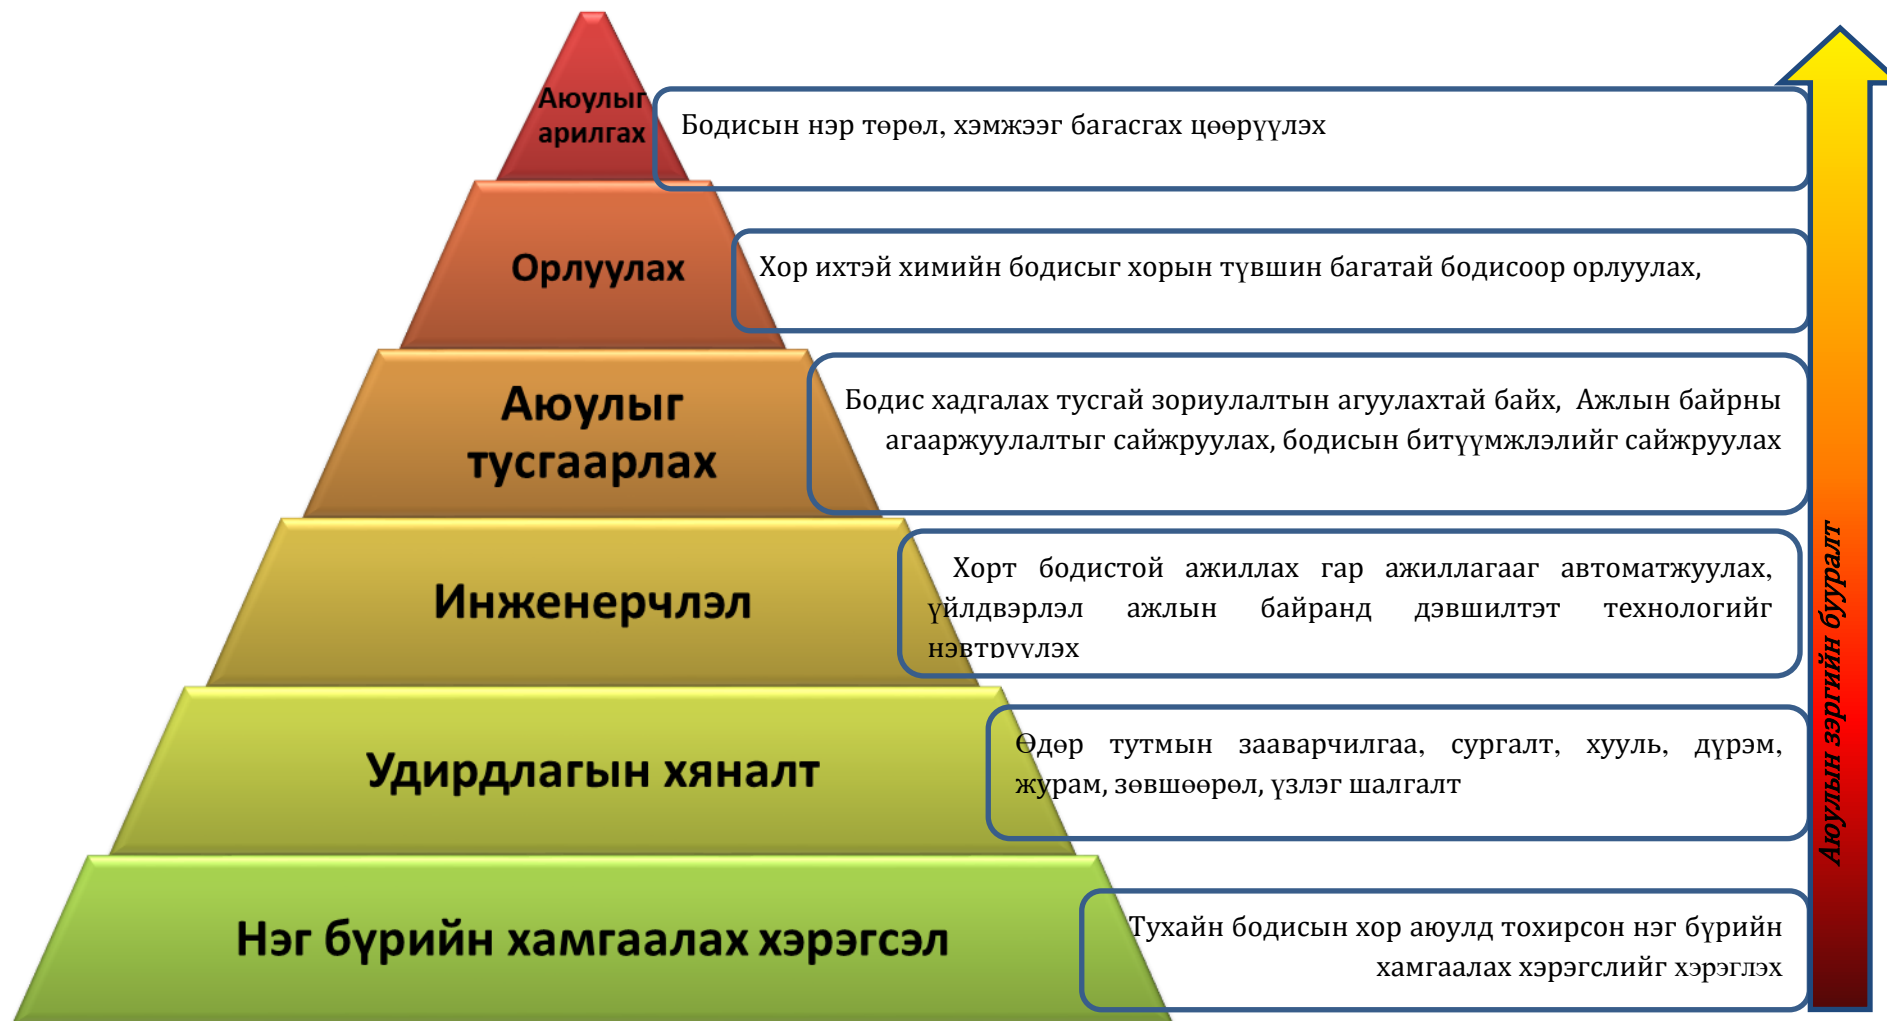 Аюулыг
арилгах
Бодисын нэр төрөл, хэмжээг багасгах цөөрүүлэх
Орлуулах
Хор ихтэй химийн бодисыг хорын түвшин багатай бодисоор орлуулах,
Аюулыг
тусгаарлах
Бодис хадгалах тусгай зориулалтын агуулахтай байх, Ажлын байрны
агааржуулалтыг сайжруулах, бодисын битүүмжлэлийг сайжруулах
Инженерчлэл
Хорт бодистой ажиллах гар ажиллагааг автоматжуулах,
үйлдвэрлэл ажлын байранд дэвшилтэт технологийг
нэвтрүүлэх
Удирдлагын хяналт
Өдөр тутмын зааварчилгаа, сургалт, хууль, дүрэм,
журам, зөвшөөрөл, үзлэг шалгалт
Нэг бүрийн хамгаалах хэрэгсэл
Тухайн бодисын хор аюулд тохирсон нэг бүрийн
хамгаалах хэрэгслийг хэрэглэх
Аюулын зэргийн бууралт